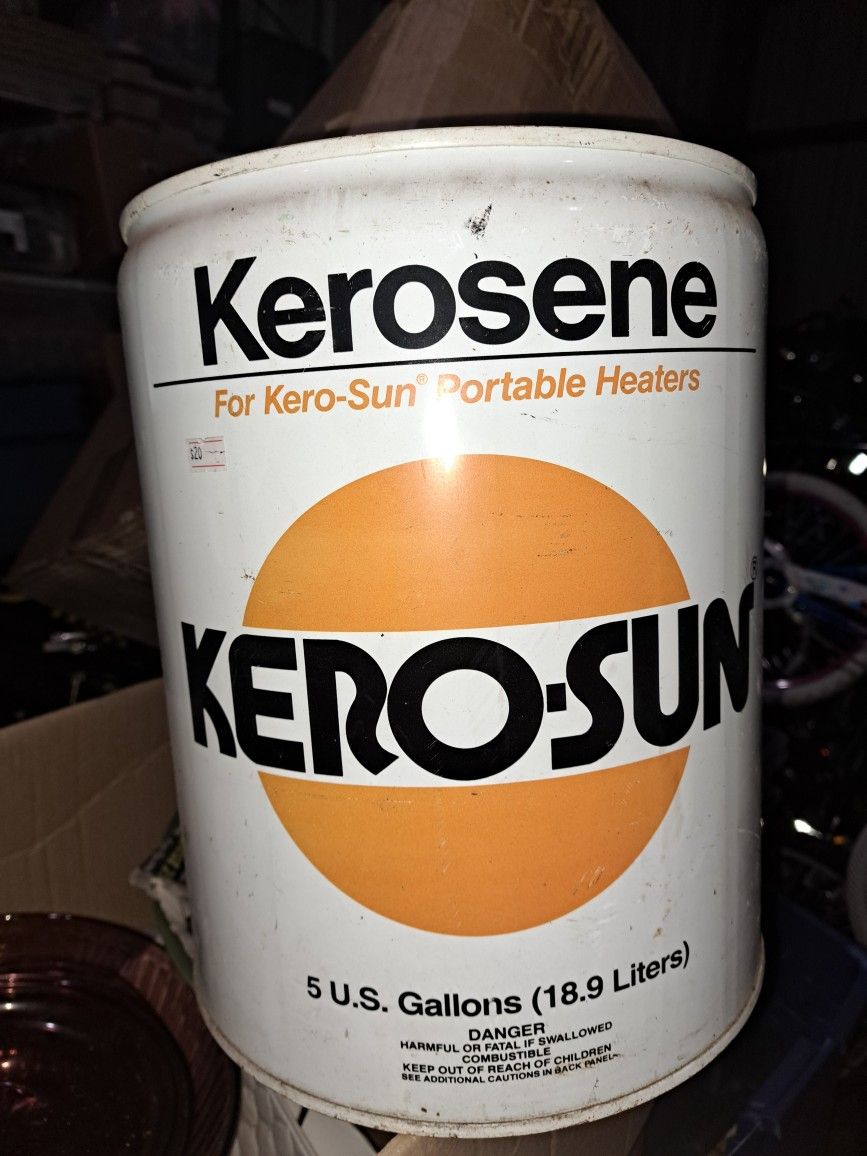 Kerosene
For Kero-Sun® Portable Heaters
$20
KERO-SUN®
5 U.S. Gallons (18.9 Liters)
DANGER
HARMFUL OR FATAL IF SWALLOWED
COMBUSTIBLE
KEEP OUT OF REACH OF CHILDREN
SEE ADDITIONAL CAUTIONS IN BACK PANEL